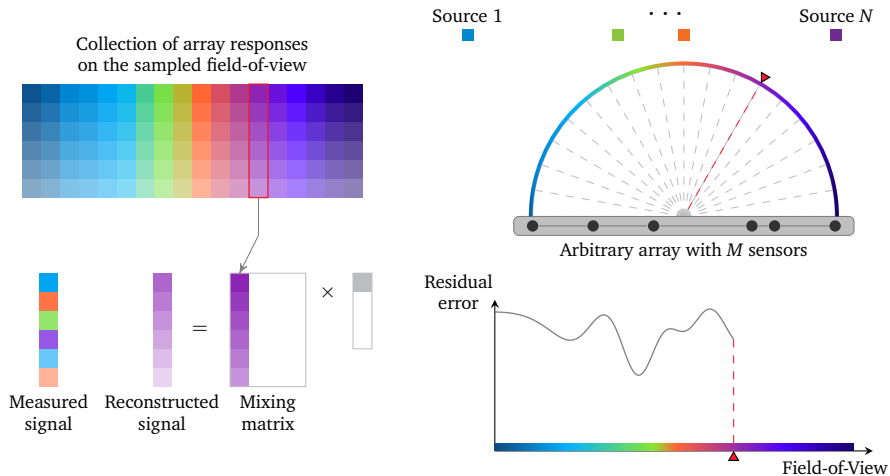 Source 1
· · ·
Source N
Collection of array responses
on the sampled field-of-view
Arbitrary array with M sensors
×
=
Measured
signal
Reconstructed
signal
Mixing
matrix
Residual
error
Field-of-View